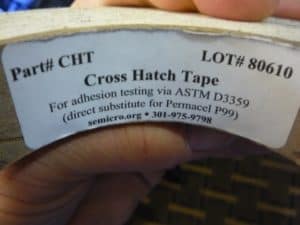 Part# CHT LOT# 80610
Cross Hatch Tape
For adhesion testing via ASTM D3359
(direct substitute for Permacel P99)
semicro.org • 301-975-9798